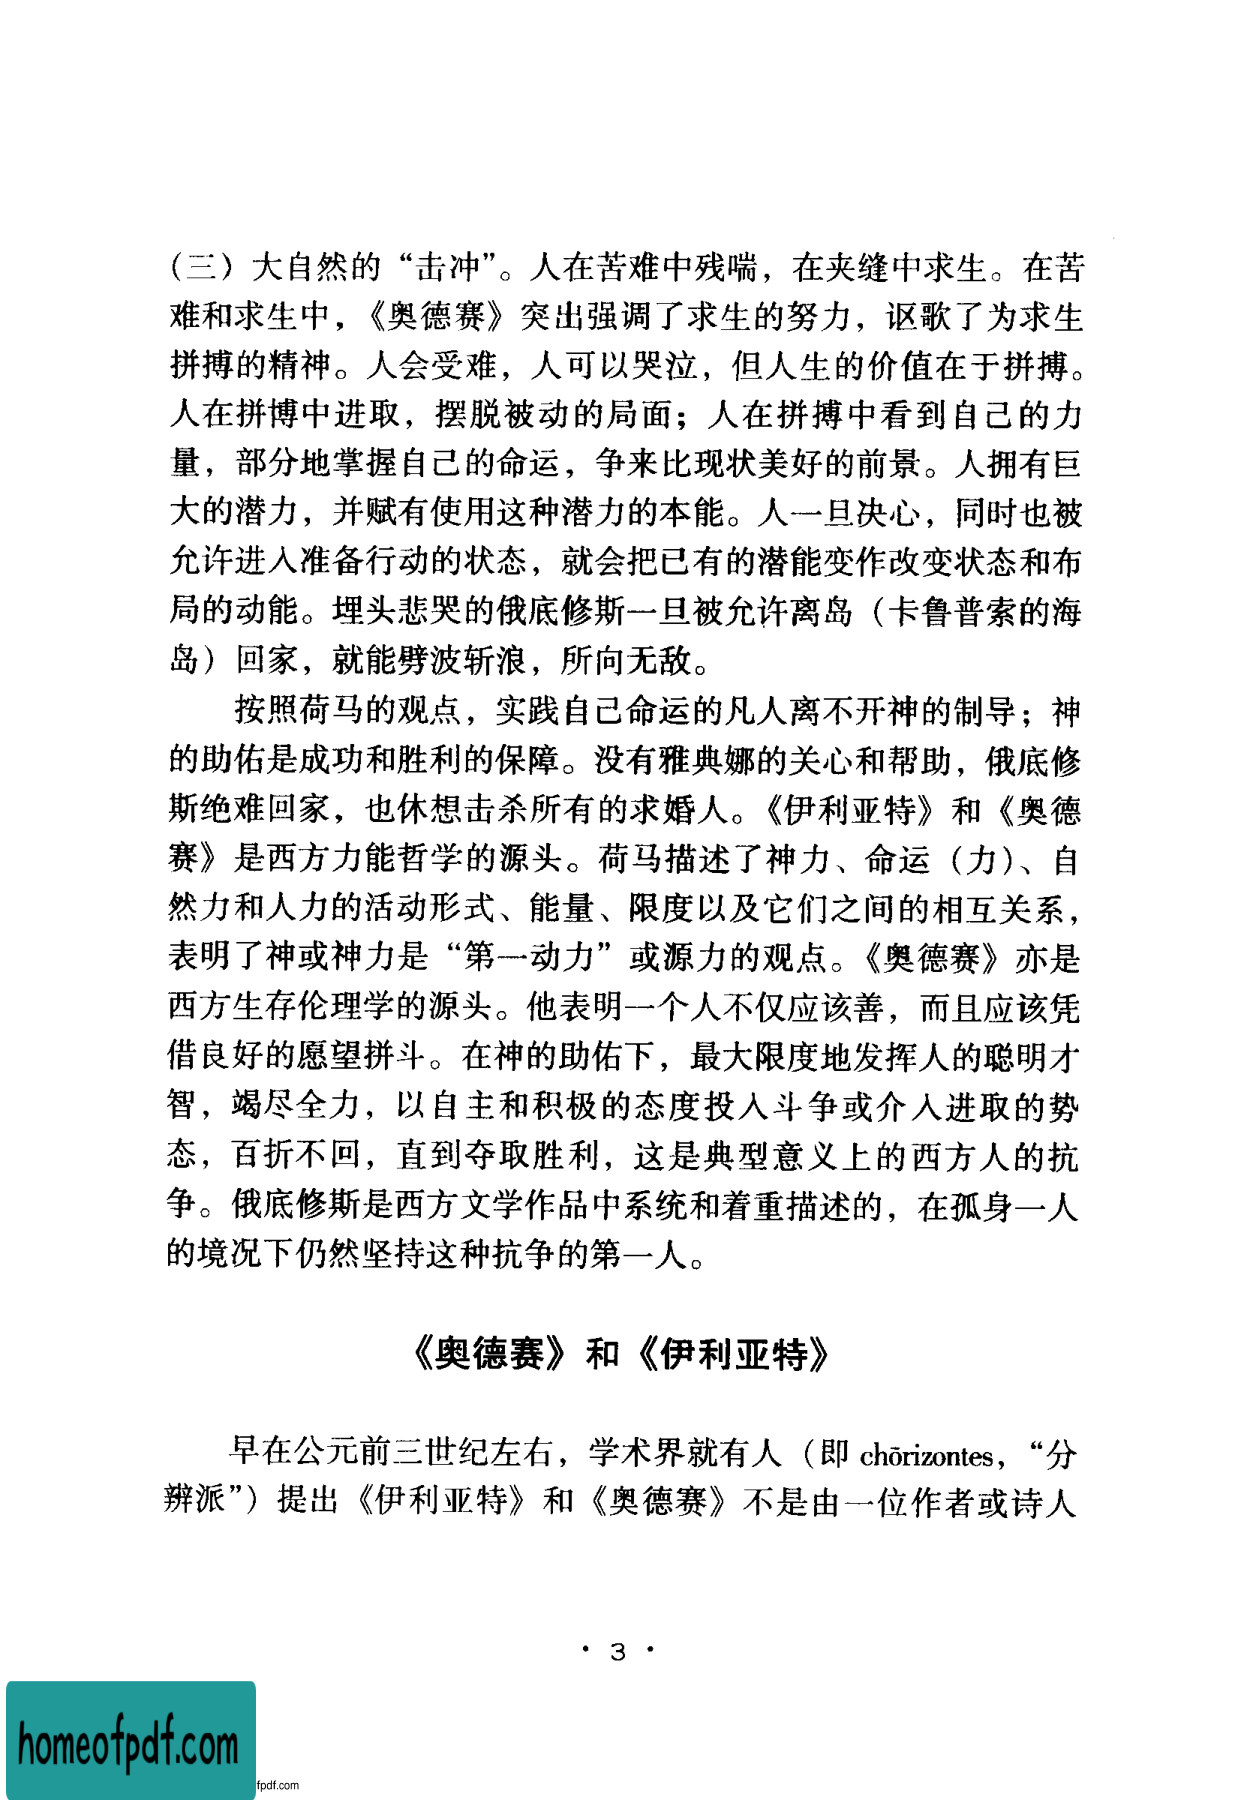 （三）大自然的“击冲”。人在苦难中残喘，在夹缝中求生。在苦
难和求生中，《奥德赛》突出强调了求生的努力，讴歌了为求生
拼搏的精神。人会受难，人可以哭泣，但人生的价值在于拼搏。
人在拼博中进取，摆脱被动的局面；人在拼搏中看到自己的力
量，部分地掌握自己的命运，争来比现状美好的前景。人拥有巨
大的潜力，并赋有使用这种潜力的本能。人一旦决心，同时也被
允许进入准备行动的状态，就会把已有的潜能变作改变状态和布
局的动能。埋头悲哭的俄底修斯一旦被允许离岛（卡鲁普索的海
岛）回家，就能劈波斩浪，所向无敌。
按照荷马的观点，实践自己命运的凡人离不开神的制导；神
的助佑是成功和胜利的保障。没有雅典娜的关心和帮助，俄底修
斯绝难回家，也休想击杀所有的求婚人。《伊利亚特》和《奥德
赛》是西方力能哲学的源头。荷马描述了神力、命运（力）、自
然力和人力的活动形式、能量、限度以及它们之间的相互关系，
表明了神或神力是“第一动力”或源力的观点。《奥德赛》亦是
西方生存伦理学的源头。他表明一个人不仅应该善，而且应该凭
借良好的愿望拼斗。在神的助佑下，最大限度地发挥人的聪明才
智，竭尽全力，以自主和积极的态度投入斗争或介入进取的势
态，百折不回，直到夺取胜利，这是典型意义上的西方人的抗
争。俄底修斯是西方文学作品中系统和着重描述的，在孤身一人
的境况下仍然坚持这种抗争的第一人。
《奥德赛》和《伊利亚特》
早在公元前三世纪左右，学术界就有人（即 chōrizontes，“分
辨派”）提出《伊利亚特》和《奥德赛》不是由一位作者或诗人
· 3 ·
homeofpdf.com
fpdf.com